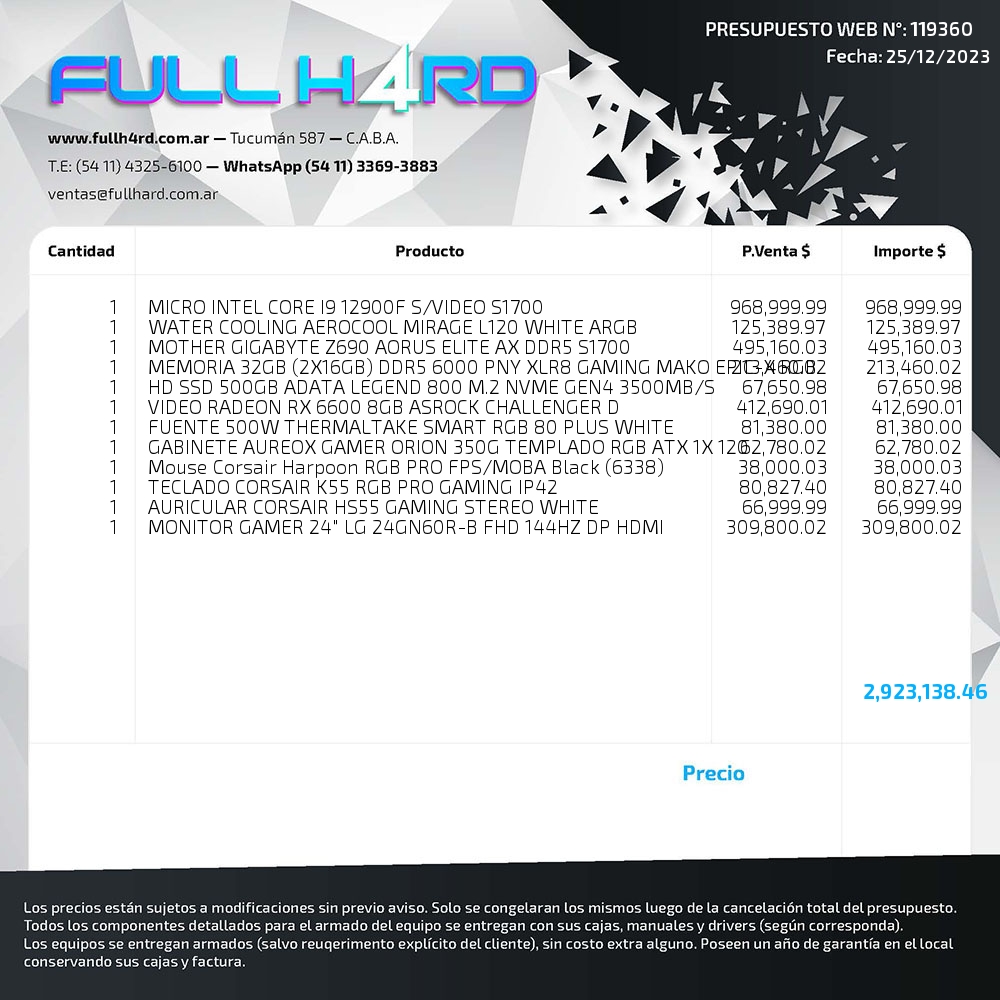 PRESUPUESTO WEB N°: 119360
Fecha: 25/12/2023
FULL H4RD
www.fullh4rd.com.ar — Tucumán 587 — C.A.B.A.
T.E: (54 11) 4325-6100 — WhatsApp (54 11) 3369-3883
ventas@fullhard.com.ar
Cantidad Producto P.Venta $ Importe $
1 MICRO INTEL CORE I9 12900F S/VIDEO S1700 968,999.99 968,999.99
1 WATER COOLING AEROCOOL MIRAGE L120 WHITE ARGB 125,389.97 125,389.97
1 MOTHER GIGABYTE Z690 AORUS ELITE AX DDR5 S1700 495,160.03 495,160.03
1 MEMORIA 32GB (2X16GB) DDR5 6000 PNY XLR8 GAMING MAKO EPIC-X RGB 213,460.02 213,460.02
1 HD SSD 500GB ADATA LEGEND 800 M.2 NVME GEN4 3500MB/S 67,650.98 67,650.98
1 VIDEO RADEON RX 6600 8GB ASROCK CHALLENGER D 412,690.01 412,690.01
1 FUENTE 500W THERMALTAKE SMART RGB 80 PLUS WHITE 81,380.00 81,380.00
1 GABINETE AUREOX GAMER ORION 350G TEMPLADO RGB ATX 1X 120 62,780.02 62,780.02
1 Mouse Corsair Harpoon RGB PRO FPS/MOBA Black (6338) 38,000.03 38,000.03
1 TECLADO CORSAIR K55 RGB PRO GAMING IP42 80,827.40 80,827.40
1 AURICULAR CORSAIR HS55 GAMING STEREO WHITE 66,999.99 66,999.99
1 MONITOR GAMER 24" LG 24GN60R-B FHD 144HZ DP HDMI 309,800.02 309,800.02
2,923,138.46
Precio
Los precios están sujetos a modificaciones sin previo aviso. Solo se congelaran los mismos luego de la cancelación total del presupuesto.
Todos los componentes detallados para el armado del equipo se entregan con sus cajas, manuales y drivers (según corresponda).
Los equipos se entregan armados (salvo reuqerimento explícito del cliente), sin costo extra alguno. Poseen un año de garantía en el local
conservando sus cajas y factura.